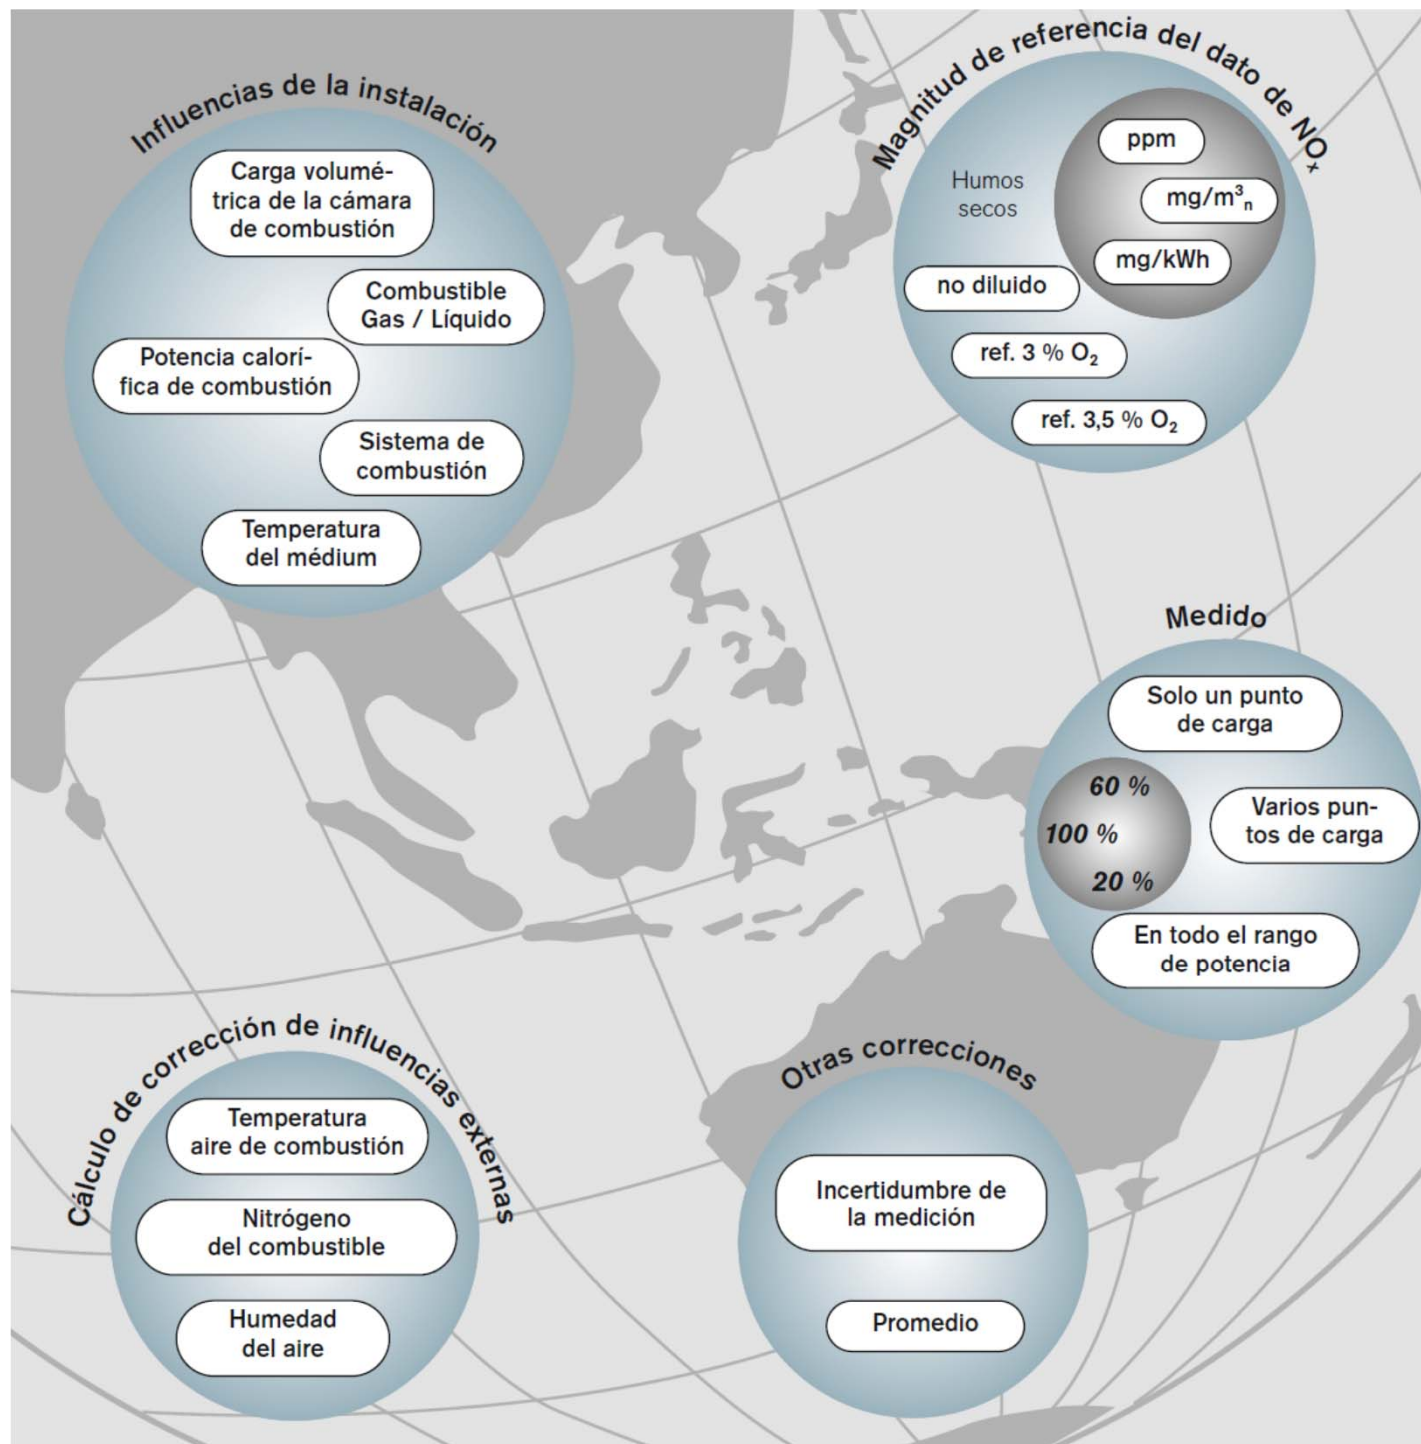 Influencias de la instalación
Carga volumé-
trica de la cámara
de combustión
Combustible
Gas / Líquido
Potencia calorí-
fica de combustión
Sistema de
combustión
Temperatura
del médium
Magnitud de referencia del dato de NOₓ
Humos
secos
ppm
mg/m³ₙ
mg/kWh
no diluido
ref. 3 % O₂
ref. 3,5 % O₂
Medido
Solo un punto
de carga
60 %
100 %
20 %
Varios pun-
tos de carga
En todo el rango
de potencia
Cálculo de corrección de influencias externas
Temperatura
aire de combustión
Nitrógeno
del combustible
Humedad
del aire
Otras correcciones
Incertidumbre de
la medición
Promedio